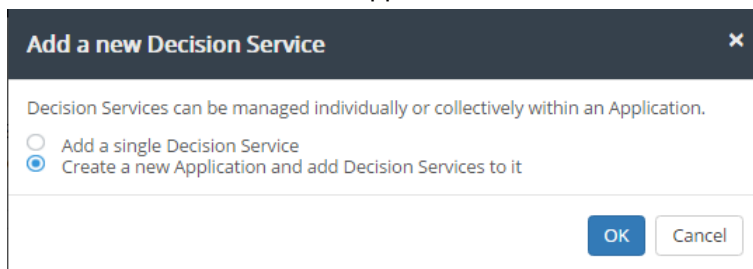 Add a new Decision Service ×
Decision Services can be managed individually or collectively within an Application.
Add a single Decision Service
Create a new Application and add Decision Services to it
OK Cancel